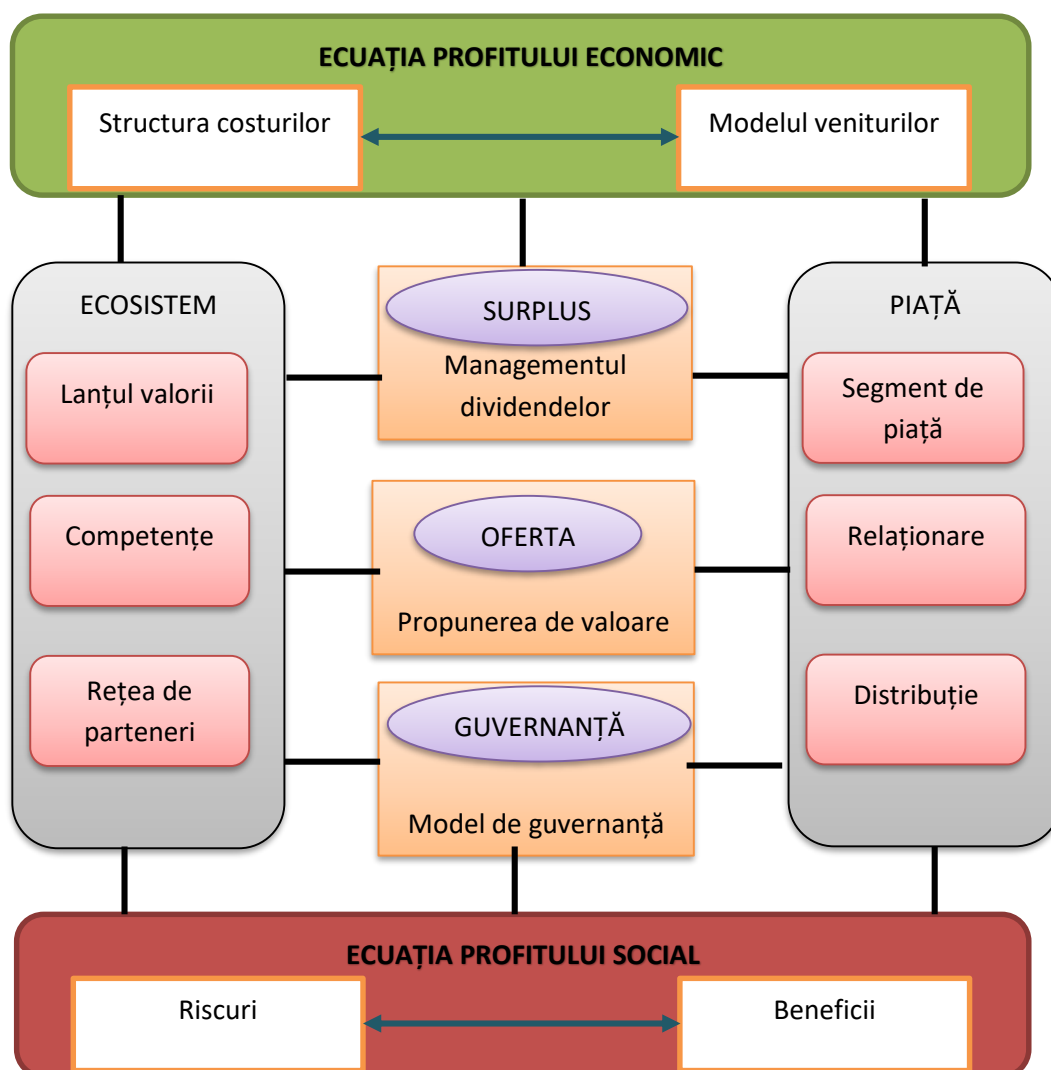 ECUAȚIA PROFITULUI ECONOMIC
Structura costurilor
Modelul veniturilor
ECOSISTEM
Lanțul valorii
Competențe
Rețea de
parteneri
SURPLUS
Managementul
dividendelor
OFERTA
Propunerea de valoare
GUVERNANȚĂ
Model de guvernanță
PIAȚĂ
Segment de
piață
Relaționare
Distribuție
ECUAȚIA PROFITULUI SOCIAL
Riscuri
Beneficii